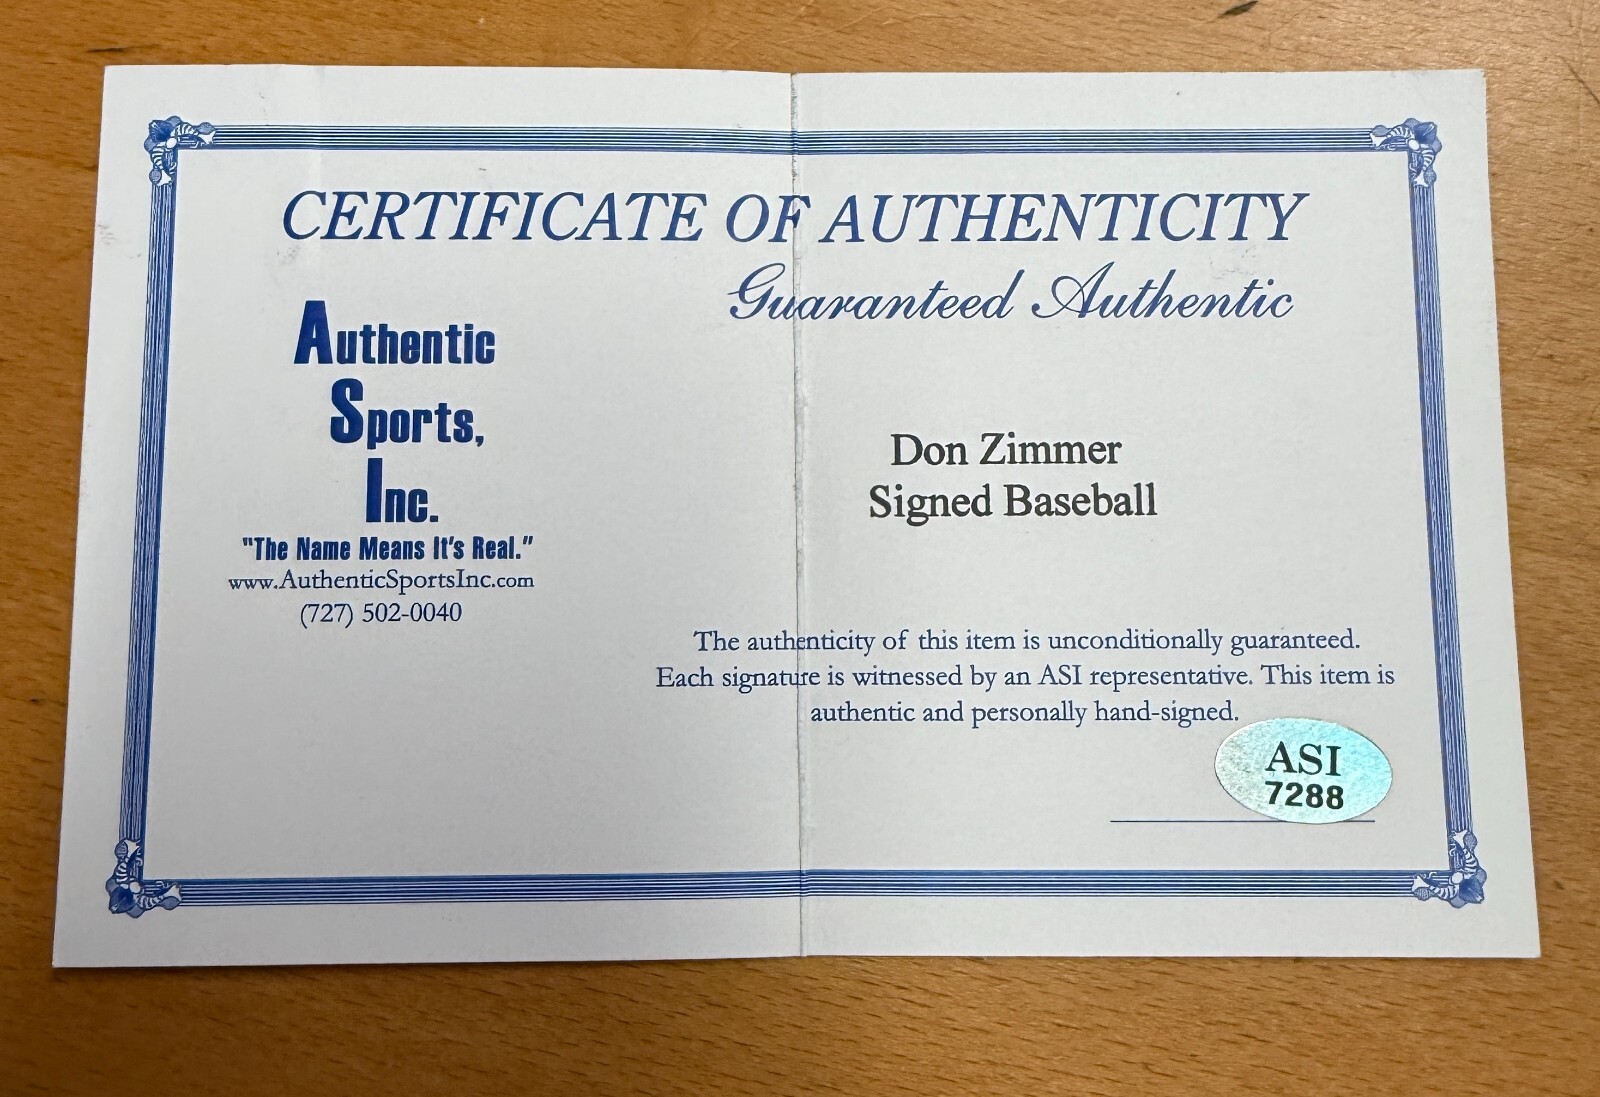 CERTIFICATE OF AUTHENTICITY
Guaranteed Authentic
Authentic
Sports,
Inc.
"The Name Means It's Real."
www.AuthenticSportsInc.com
(727) 502-0040
Don Zimmer
Signed Baseball
The authenticity of this item is unconditionally guaranteed.
Each signature is witnessed by an ASI representative. This item is
authentic and personally hand-signed.
ASI
7288